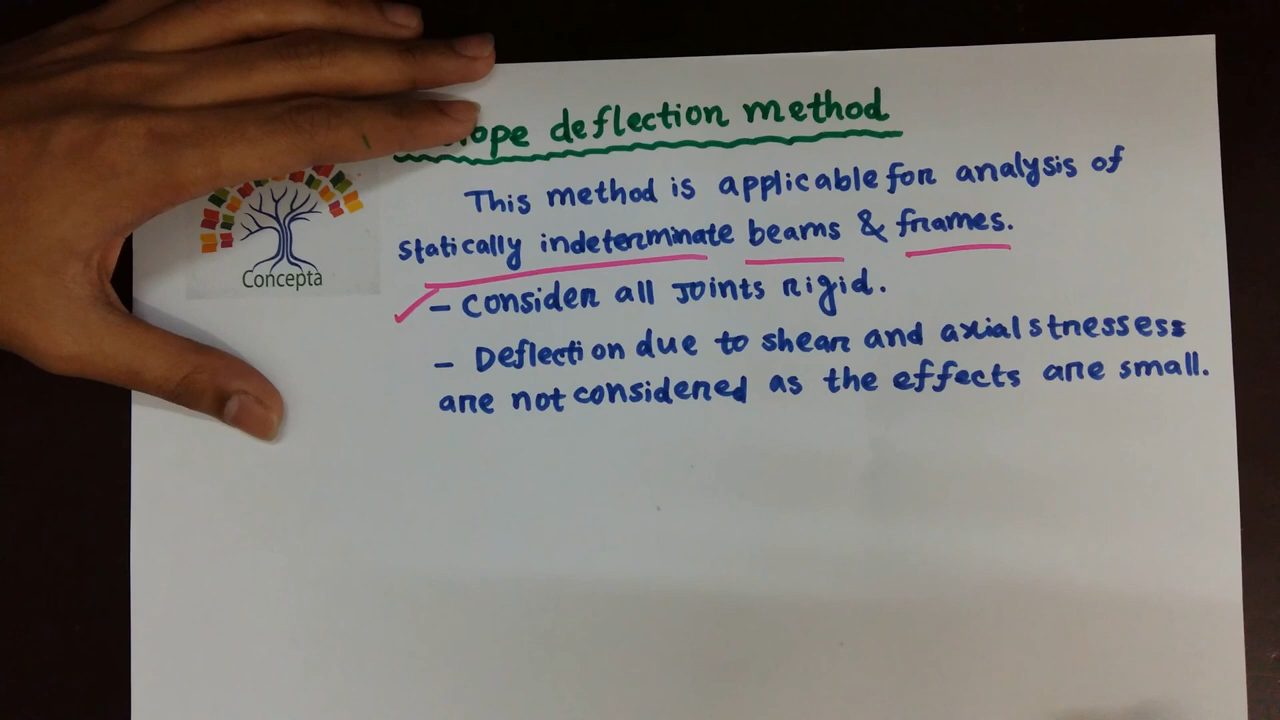 lope deflection method
This method is applicable for analysis of
statically indeterminate beams & frames.
- Consider all joints rigid.
- Deflection due to shear and axial stressess
are not considered as the effects are small.
Concepta